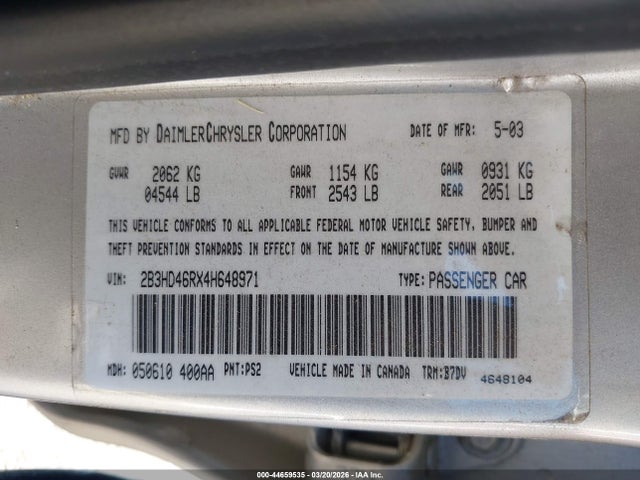 MFD BY DAIMLERCHRYSLER CORPORATION DATE OF MFR: 5-03
GVWR 2062 KG GAWR 1154 KG GAWR 0931 KG
04544 LB FRONT 2543 LB REAR 2051 LB
THIS VEHICLE CONFORMS TO ALL APPLICABLE FEDERAL MOTOR VEHICLE SAFETY, BUMPER AND
THEFT PREVENTION STANDARDS IN EFFECT ON THE DATE OF MANUFACTURE SHOWN ABOVE.
VIN: 2B3HD46RX4H648971 TYPE: PASSENGER CAR
MDH: 050610 400AA PNT:PS2 VEHICLE MADE IN CANADA TRM:B7DV 4648104
000-44659535 - 03/20/2026 - IAA Inc.